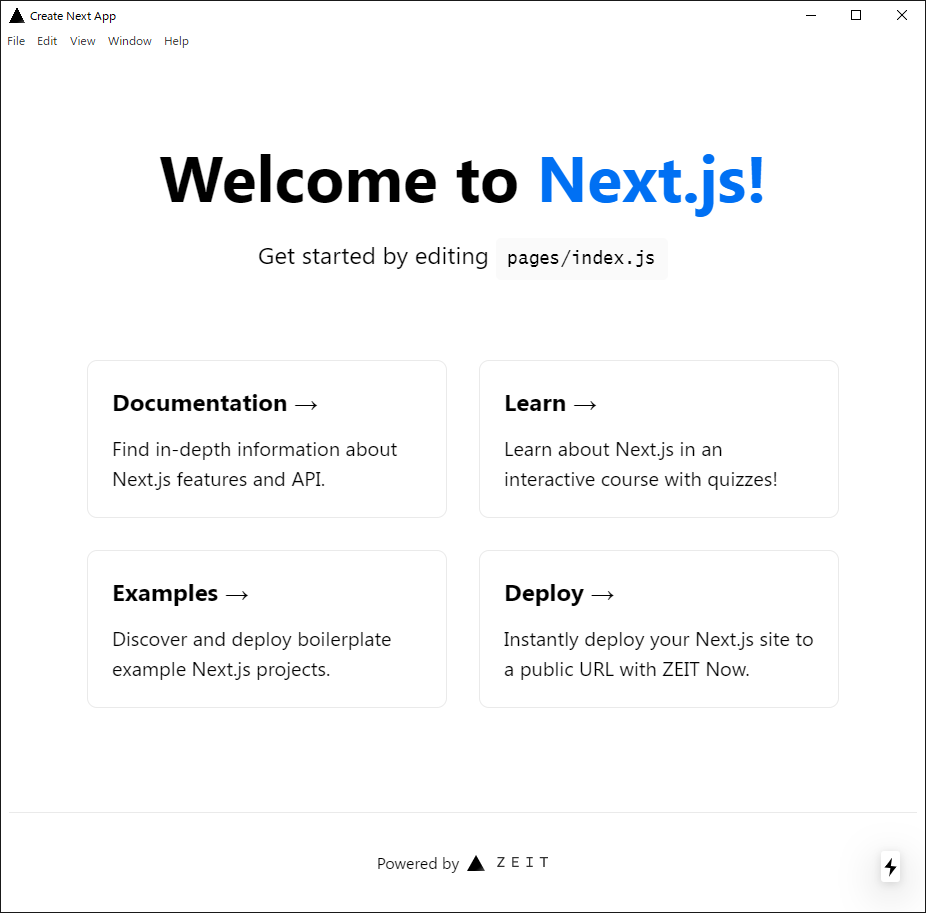 Create Next App
File Edit View Window Help
Welcome to Next.js!
Get started by editing pages/index.js
Documentation →
Find in-depth information about
Next.js features and API.
Learn →
Learn about Next.js in an
interactive course with quizzes!
Examples →
Discover and deploy boilerplate
example Next.js projects.
Deploy →
Instantly deploy your Next.js site to
a public URL with ZEIT Now.
Powered by ZEIT